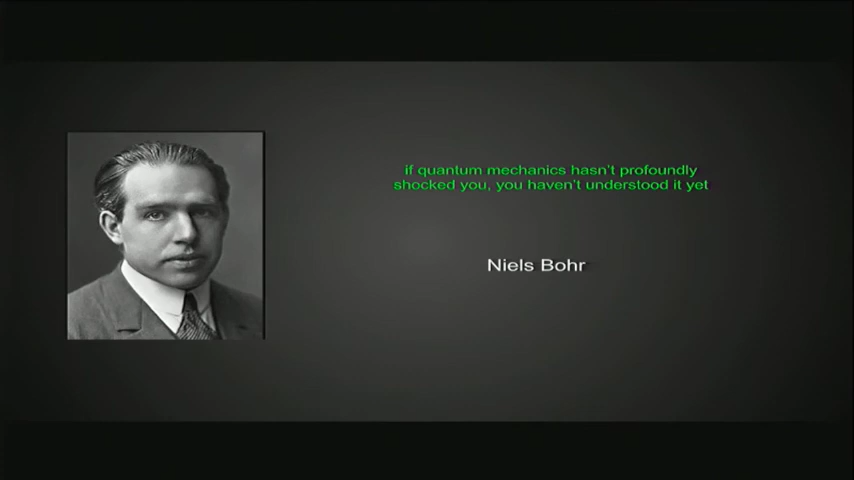 if quantum mechanics hasn't profoundly
shocked you, you haven't understood it yet
Niels Bohr